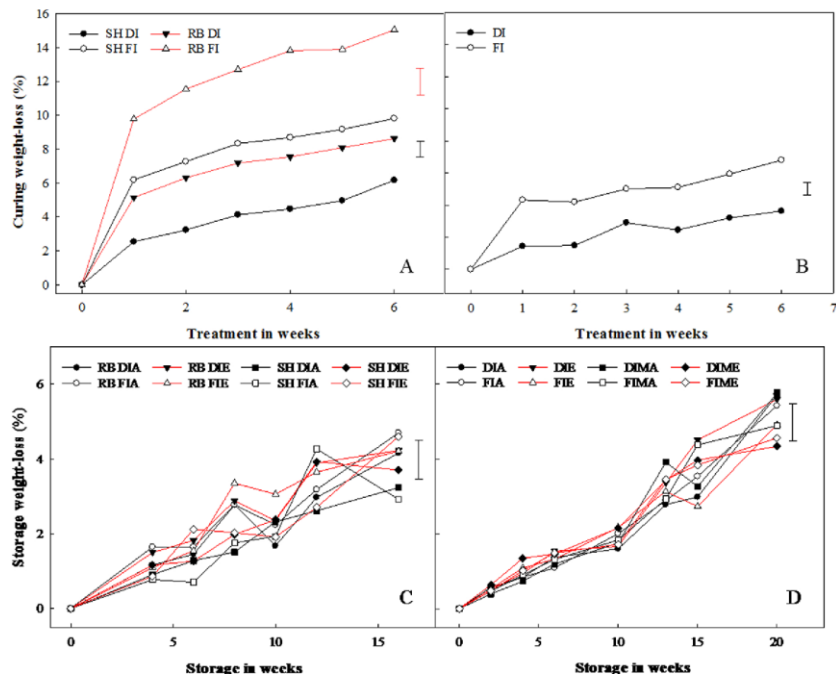 16
14
12
10
8
6
4
2
0
Curing weight-loss (%)
SH DI RB DI
SH FI RB FI
A
0 2 4 6
Treatment in weeks
DI
FI
B
0 1 2 3 4 5 6 7
Treatment in weeks
6
4
2
0
Storage weight-loss (%)
RB DIA RB DIE SH DIA SH DIE
RB FIA RB FIE SH FIA SH FIE
C
0 5 10 15
Storage in weeks
DIA DIE DIMA DIME
FIA FIE FIMA FIME
D
0 5 10 15 20
Storage in weeks